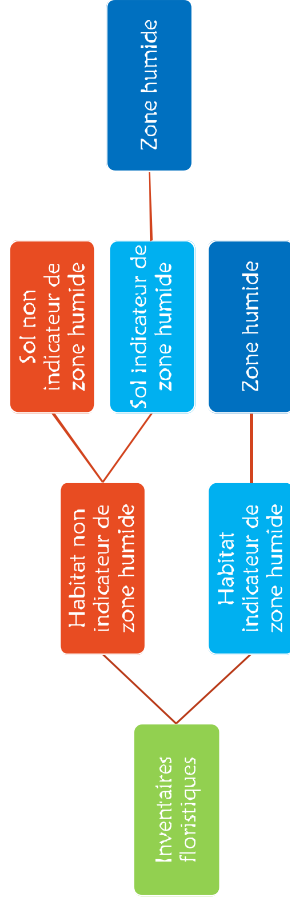 Inventaires
floristiques
Habitat non
indicateur de
zone humide
Sol non
indicateur de
zone humide
Sol indicateur de
zone humide
Zone humide
Habitat
indicateur de
zone humide
Zone humide